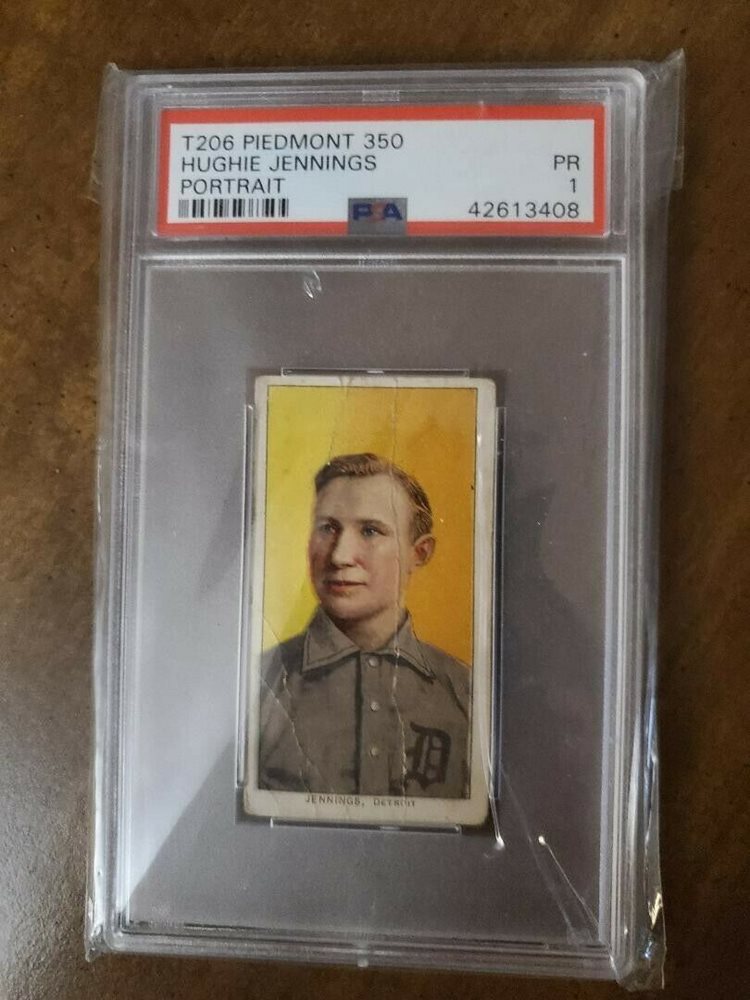 T206 PIEDMONT 350
HUGHIE JENNINGS PR
PORTRAIT 1
PSA 42613408
D
JENNINGS, DETROIT